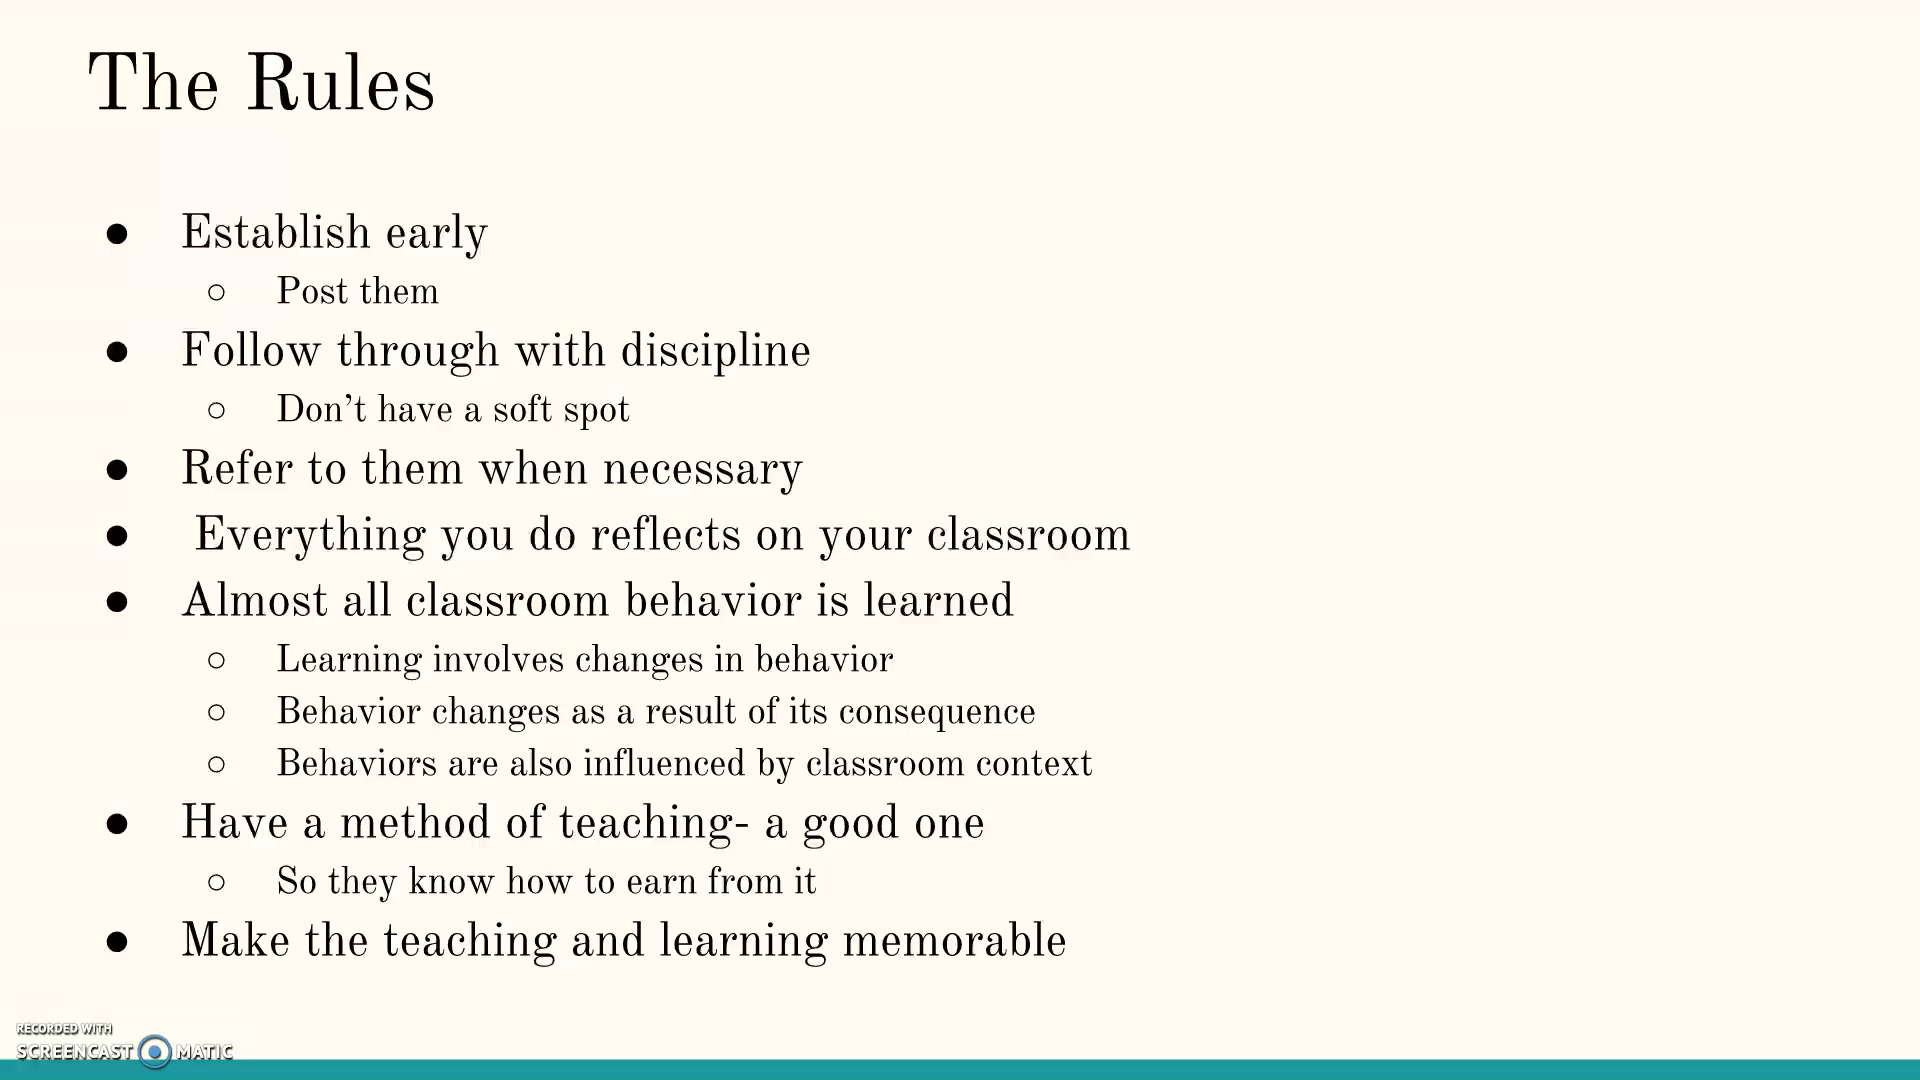 The Rules
● Establish early
○ Post them
● Follow through with discipline
○ Don’t have a soft spot
● Refer to them when necessary
● Everything you do reflects on your classroom
● Almost all classroom behavior is learned
○ Learning involves changes in behavior
○ Behavior changes as a result of its consequence
○ Behaviors are also influenced by classroom context
● Have a method of teaching- a good one
○ So they know how to earn from it
● Make the teaching and learning memorable
RECORDED WITH
SCREENCAST MATIC